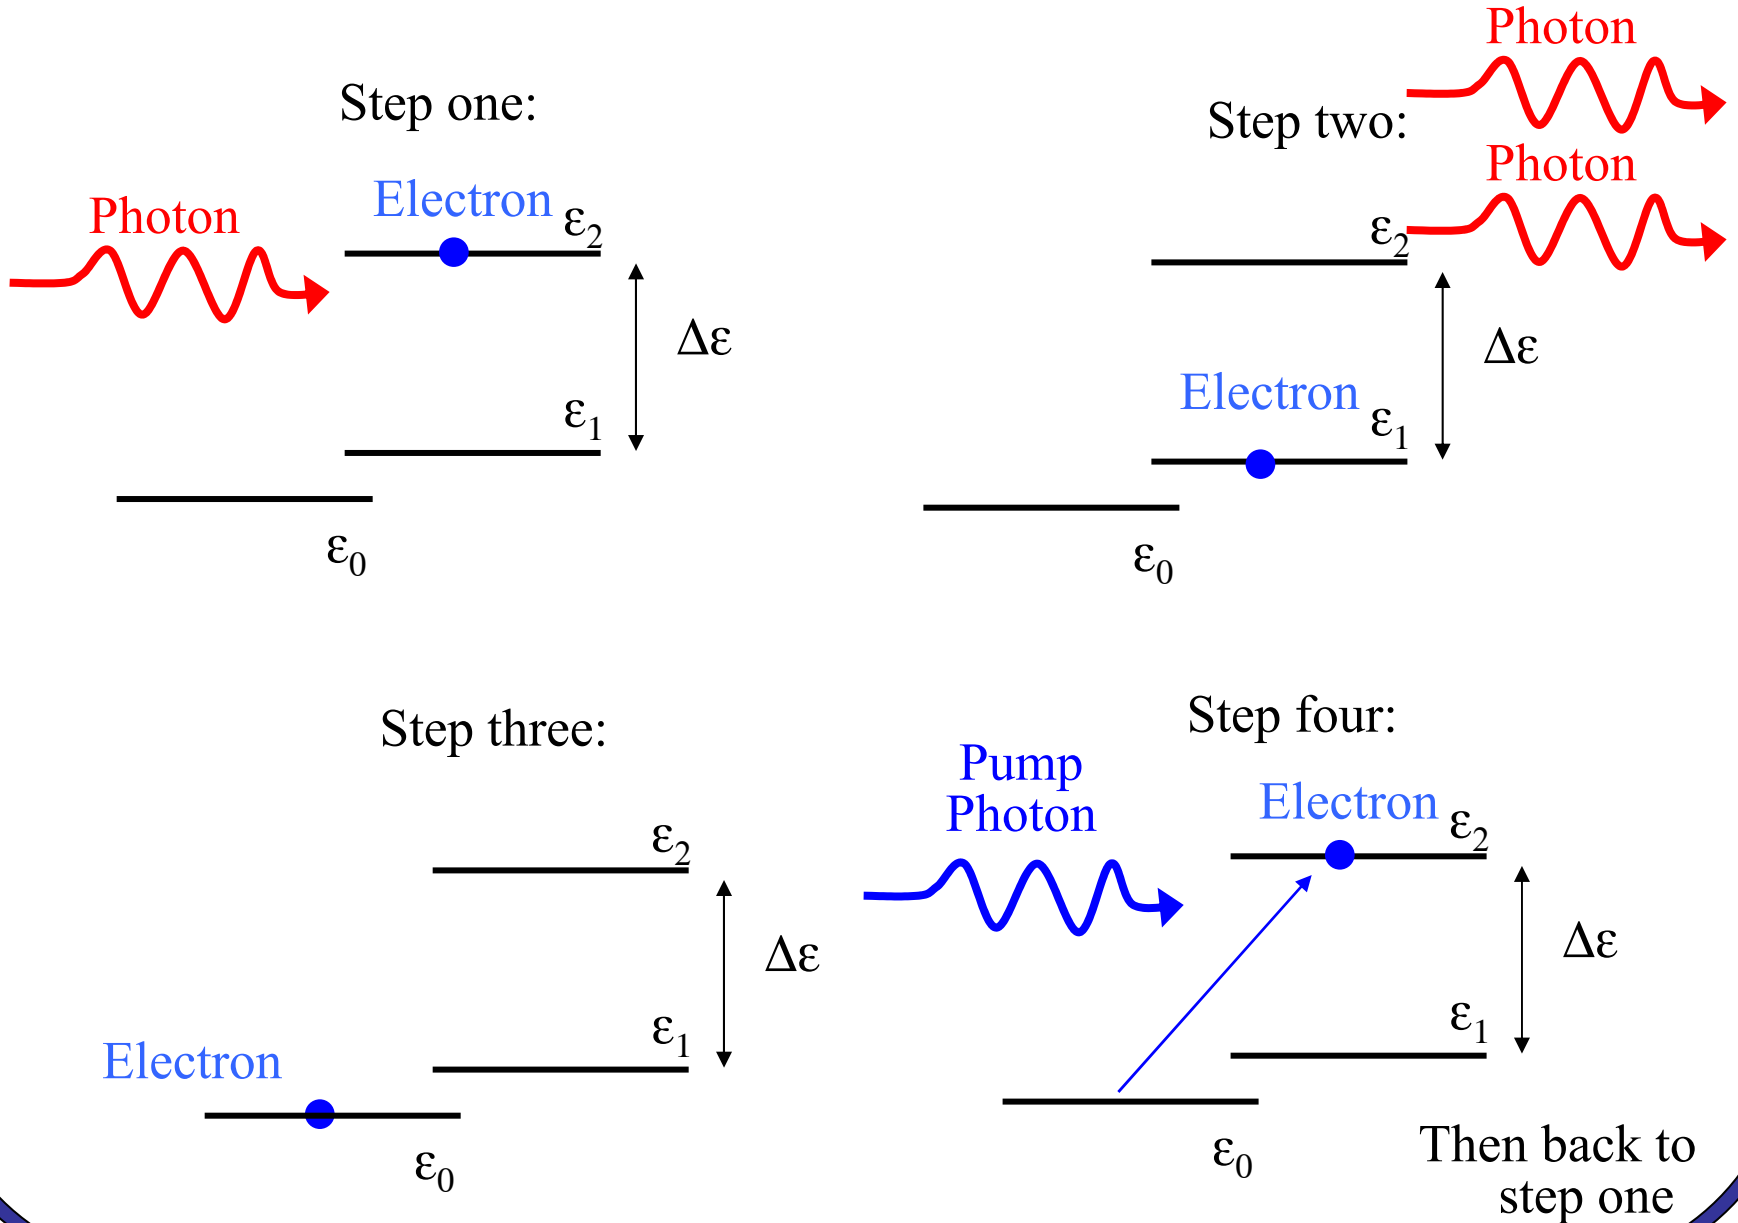 Step one:
Photon
Electron
ε2
Δε
ε1
ε0
Photon
Step two:
Photon
ε2
Δε
Electron
ε1
ε0
Step three:
ε2
Δε
ε1
Electron
ε0
Step four:
Pump
Photon
Electron
ε2
Δε
ε1
ε0
Then back to
step one